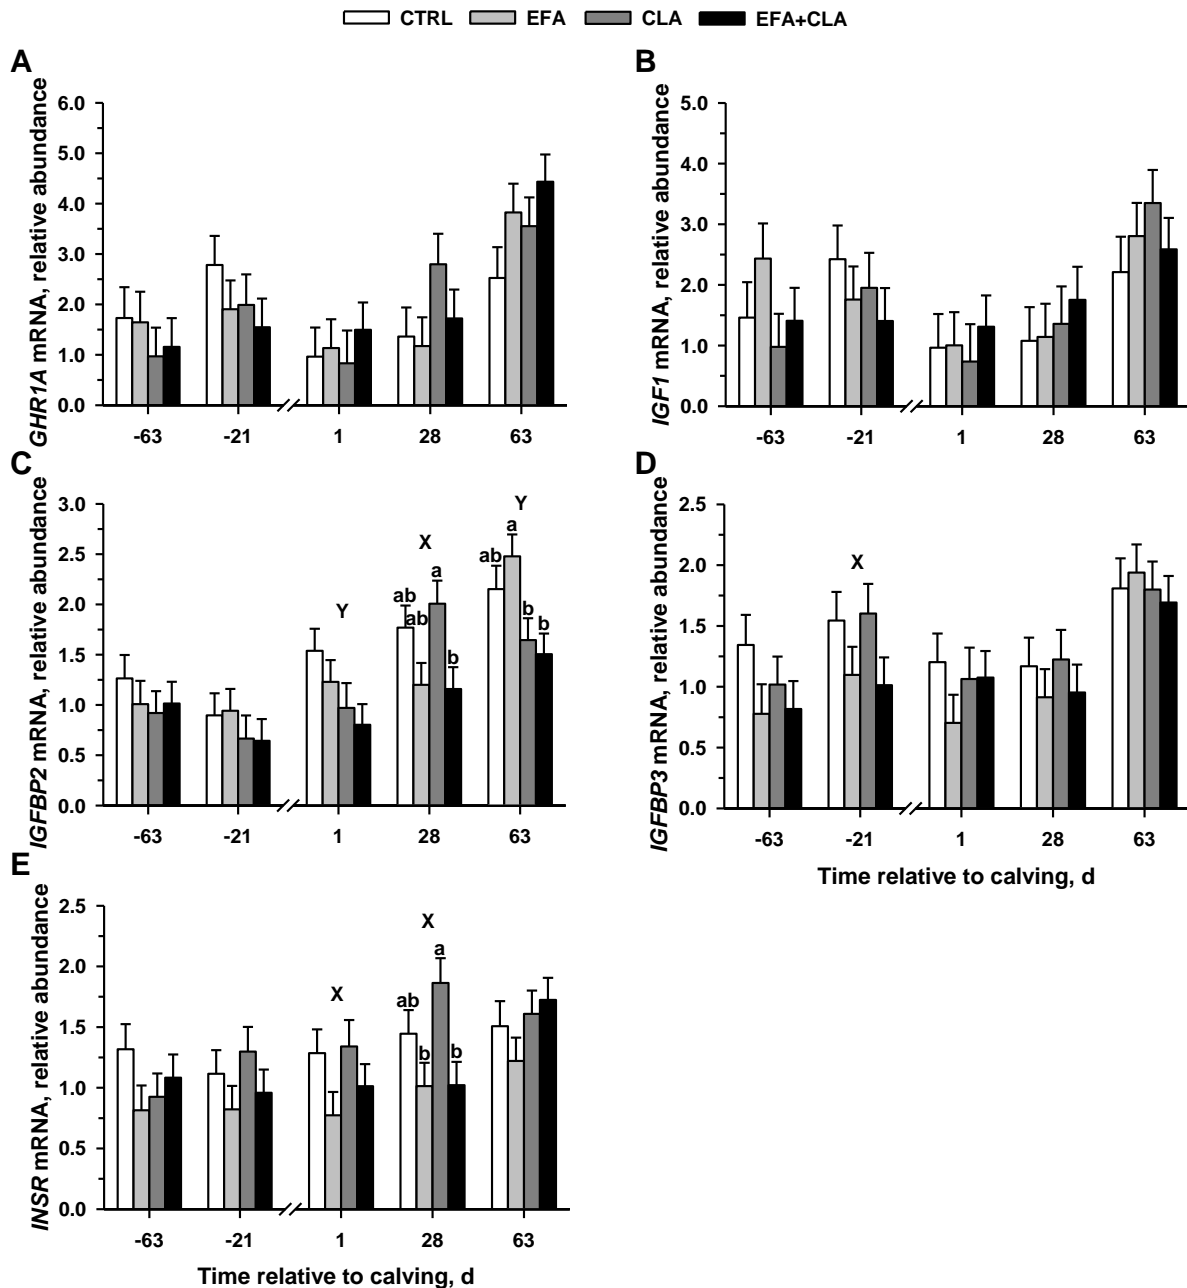 CTRL EFA CLA EFA+CLA
A
GHR1A mRNA, relative abundance
6.0
5.0
4.0
3.0
2.0
1.0
0.0
-63 -21 1 28 63
B
IGF1 mRNA, relative abundance
5.0
4.0
3.0
2.0
1.0
0.0
-63 -21 1 28 63
C
IGFBP2 mRNA, relative abundance
3.0
2.5
2.0
1.5
1.0
0.5
0.0
Y
X
ab
ab
a
b
Y
ab
a
b
b
-63 -21 1 28 63
D
IGFBP3 mRNA, relative abundance
2.5
2.0
1.5
1.0
0.5
0.0
X
-63 -21 1 28 63
Time relative to calving, d
E
INSR mRNA, relative abundance
2.5
2.0
1.5
1.0
0.5
0.0
X
X
ab
b
a
b
-63 -21 1 28 63
Time relative to calving, d